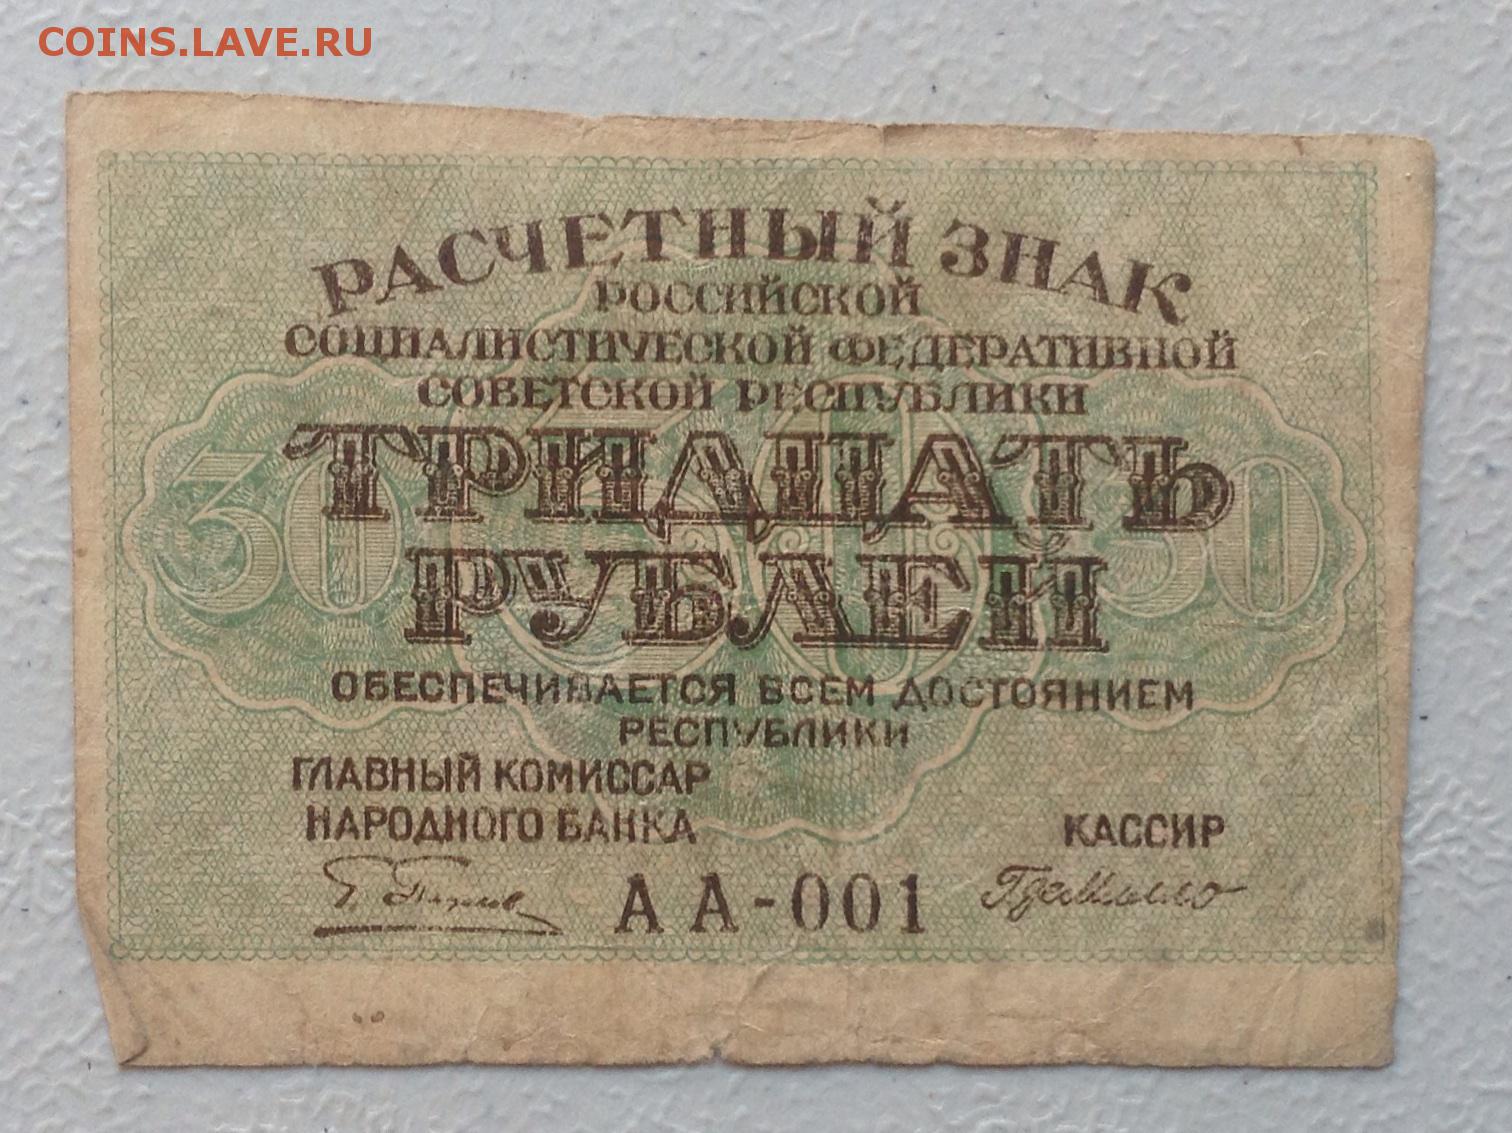 COINS.LAVE.RU
РАСЧЕТНЫЙ ЗНАК
РОССИЙСКОЙ
СОЦИАЛИСТИЧЕСКОЙ ФЕДЕРАТИВНОЙ
СОВЕТСКОЙ РЕСПУБЛИКИ
30 30 30
ТРИДЦАТЬ
РУБЛЕЙ
ОБЕСПЕЧИВАЕТСЯ ВСЕМ ДОСТОЯНИЕМ
РЕСПУБЛИКИ
ГЛАВНЫЙ КОМИССАР
НАРОДНОГО БАНКА
КАССИР
АА-001